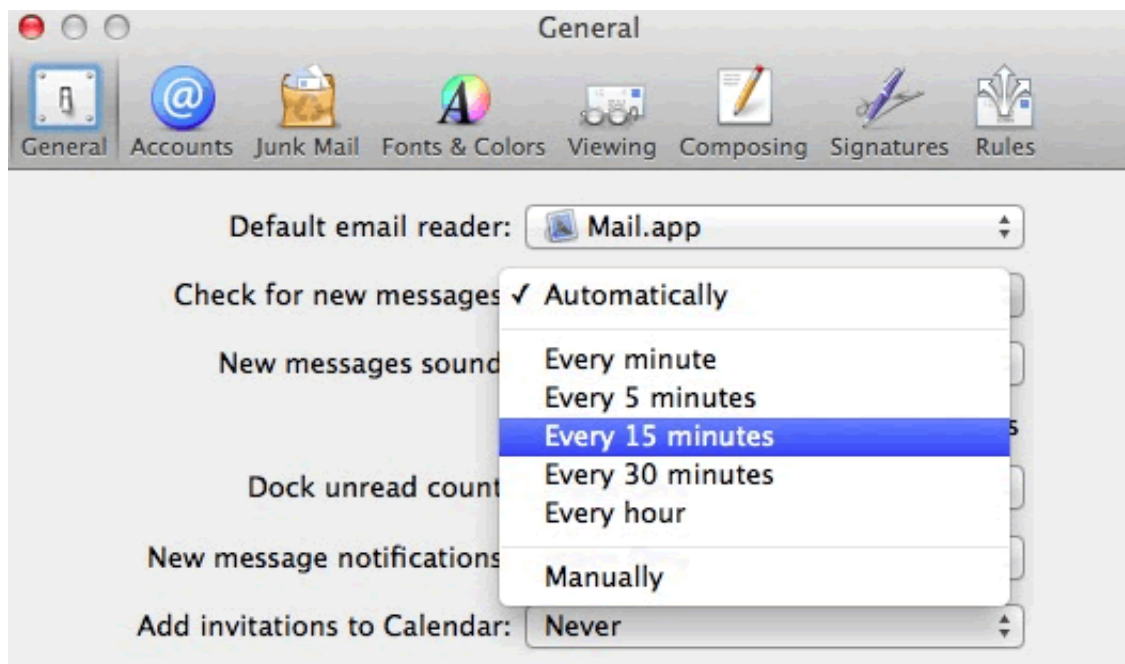 General
General Accounts Junk Mail Fonts & Colors Viewing Composing Signatures Rules
Default email reader: Mail.app
Check for new messages ✓ Automatically
New messages sound
Every minute
Every 5 minutes
Every 15 minutes
s
Dock unread count
Every 30 minutes
Every hour
New message notifications
Manually
Add invitations to Calendar: Never